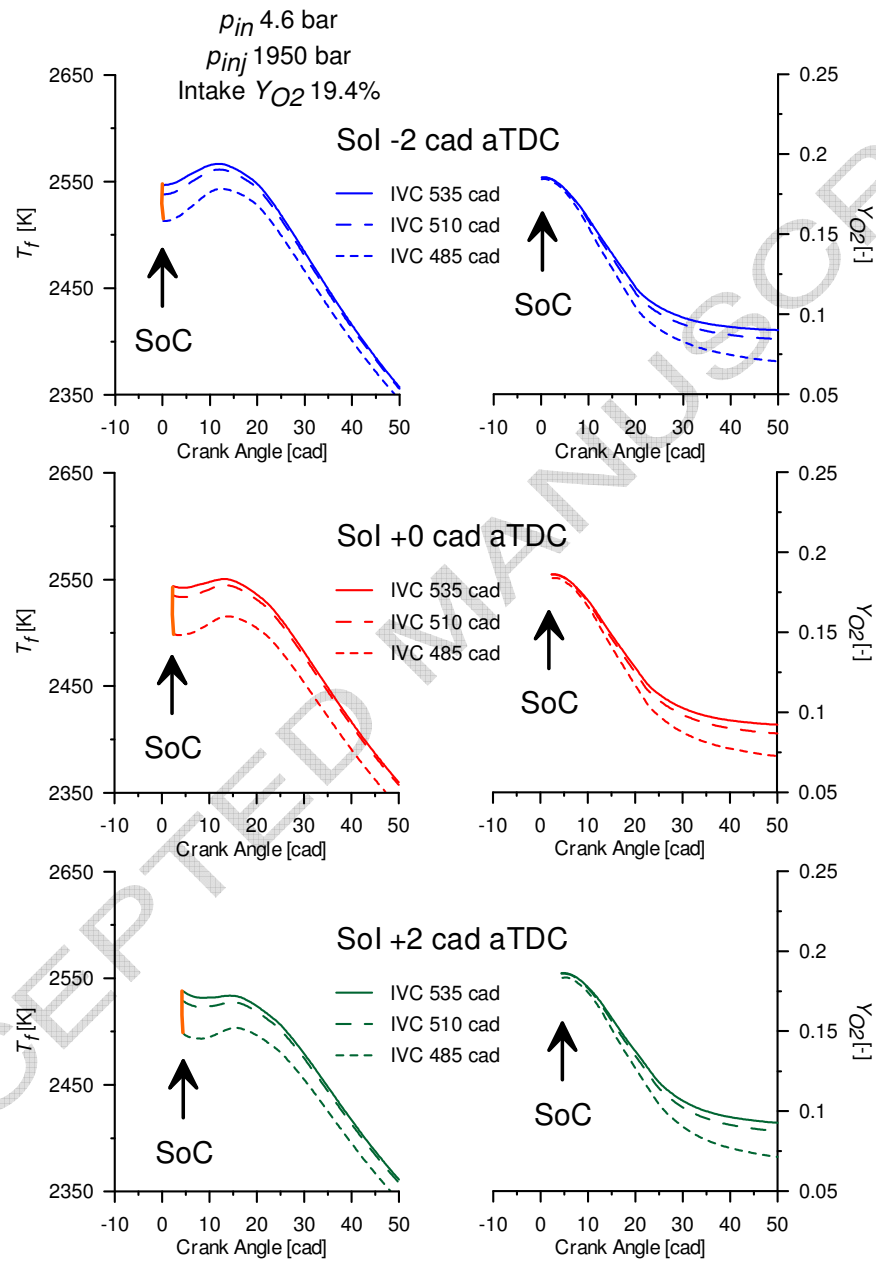 p_in 4.6 bar
p_inj 1950 bar
Intake Y_O2 19.4%
SoI -2 cad aTDC
IVC 535 cad
IVC 510 cad
IVC 485 cad
T_f [K]
2650
2550
2450
2350
SoC
-10 0 10 20 30 40 50
Crank Angle [cad]
0.25
0.2
0.15
0.1
0.05
Y_O2 [-]
SoC
-10 0 10 20 30 40 50
Crank Angle [cad]
SoI +0 cad aTDC
IVC 535 cad
IVC 510 cad
IVC 485 cad
T_f [K]
2650
2550
2450
2350
SoC
-10 0 10 20 30 40 50
Crank Angle [cad]
0.25
0.2
0.15
0.1
0.05
Y_O2 [-]
SoC
-10 0 10 20 30 40 50
Crank Angle [cad]
SoI +2 cad aTDC
IVC 535 cad
IVC 510 cad
IVC 485 cad
T_f [K]
2650
2550
2450
2350
SoC
-10 0 10 20 30 40 50
Crank Angle [cad]
0.25
0.2
0.15
0.1
0.05
Y_O2 [-]
SoC
-10 0 10 20 30 40 50
Crank Angle [cad]
CEPTED MANUSCR